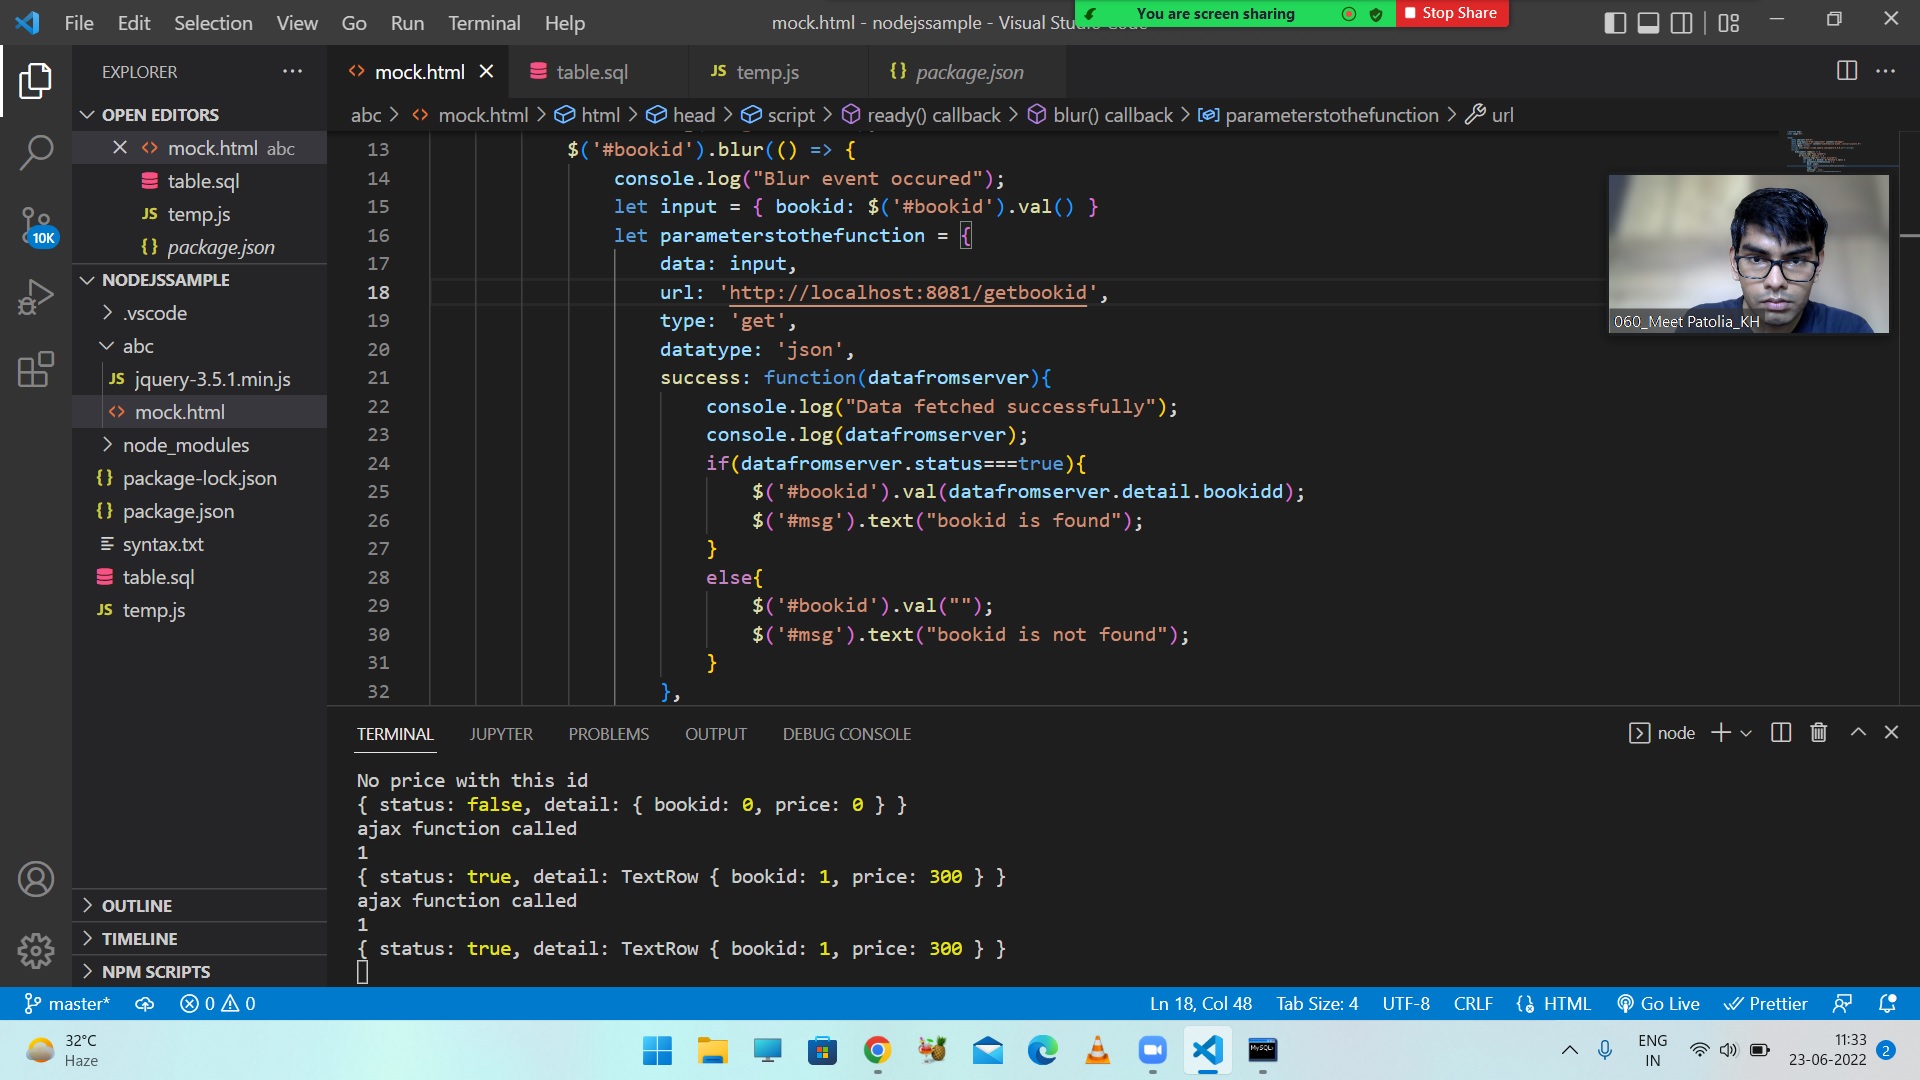 File Edit Selection View Go Run Terminal Help
mock.html - nodejssample - Visual Studio Code
You are screen sharing
Stop Share
EXPLORER
mock.html
table.sql
JS temp.js
{} package.json
abc > mock.html > html > head > script > ready() callback > blur() callback > parameterstothefunction > url
OPEN EDITORS
mock.html abc
table.sql
JS temp.js
{} package.json
NODEJSSAMPLE
.vscode
abc
JS jquery-3.5.1.min.js
mock.html
node_modules
{} package-lock.json
{} package.json
syntax.txt
table.sql
JS temp.js
OUTLINE
TIMELINE
NPM SCRIPTS
10K
13 $('#bookid').blur(() => {
14 console.log("Blur event occured");
15 let input = { bookid: $('#bookid').val() }
16 let parameterstothefunction = {
17 data: input,
18 url: 'http://localhost:8081/getbookid',
19 type: 'get',
20 datatype: 'json',
21 success: function(datafromserver){
22 console.log("Data fetched successfully");
23 console.log(datafromserver);
24 if(datafromserver.status===true){
25 $('#bookid').val(datafromserver.detail.bookidd);
26 $('#msg').text("bookid is found");
27 }
28 else{
29 $('#bookid').val("");
30 $('#msg').text("bookid is not found");
31 }
32 },
060_Meet Patolia_KH
TERMINAL JUPYTER PROBLEMS OUTPUT DEBUG CONSOLE
node
No price with this id
{ status: false, detail: { bookid: 0, price: 0 } }
ajax function called
1
{ status: true, detail: TextRow { bookid: 1, price: 300 } }
ajax function called
1
{ status: true, detail: TextRow { bookid: 1, price: 300 } }
master* 0 0
Ln 18, Col 48 Tab Size: 4 UTF-8 CRLF HTML Go Live Prettier
32°C
Haze
MySQL
ENG
IN
11:33
23-06-2022
2